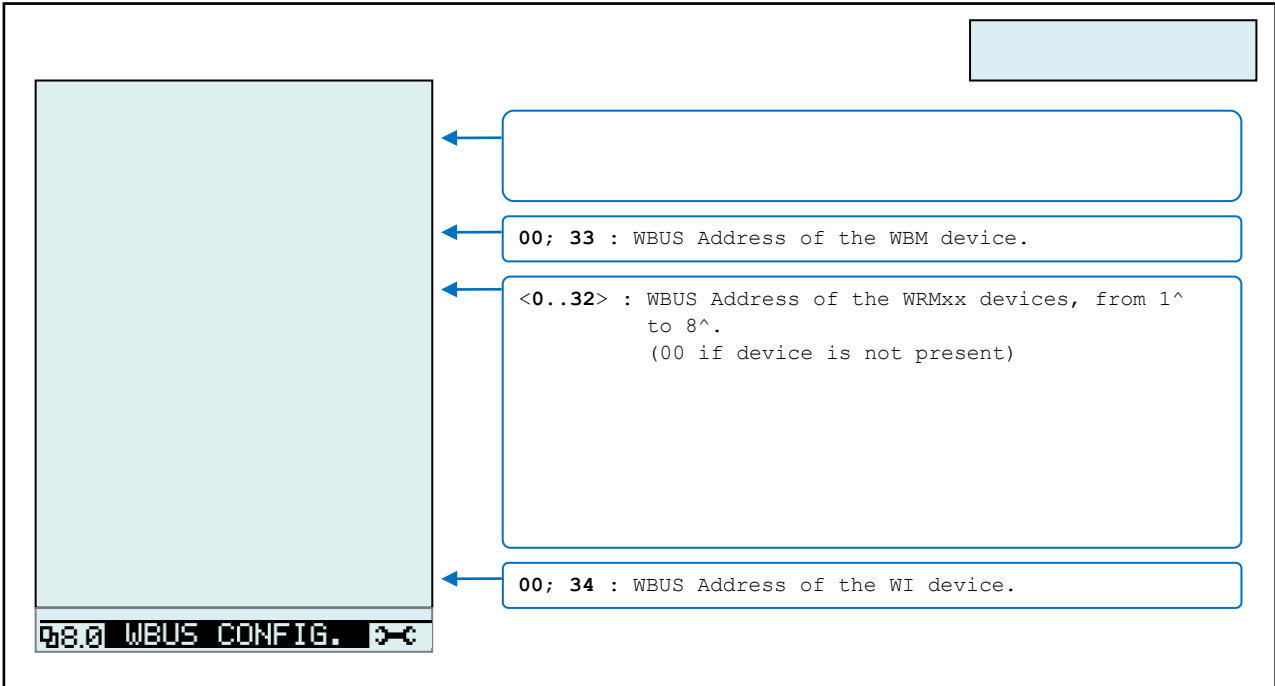 00; 33 : WBUS Address of the WBM device.
<0..32> : WBUS Address of the WRMxx devices, from 1^
to 8^.
(00 if device is not present)
00; 34 : WBUS Address of the WI device.
8.0 WBUS CONFIG.